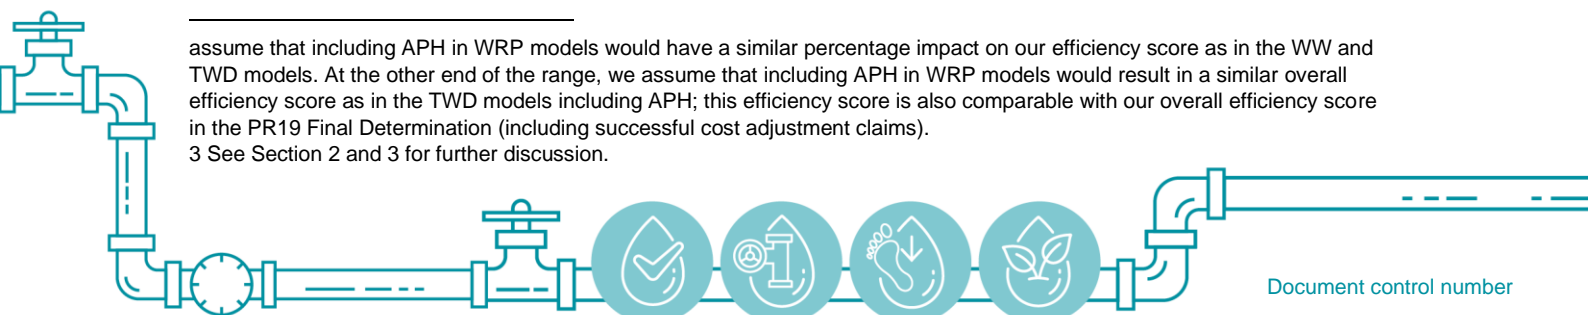 assume that including APH in WRP models would have a similar percentage impact on our efficiency score as in the WW and
TWD models. At the other end of the range, we assume that including APH in WRP models would result in a similar overall
efficiency score as in the TWD models including APH; this efficiency score is also comparable with our overall efficiency score
in the PR19 Final Determination (including successful cost adjustment claims).
3 See Section 2 and 3 for further discussion.
Document control number